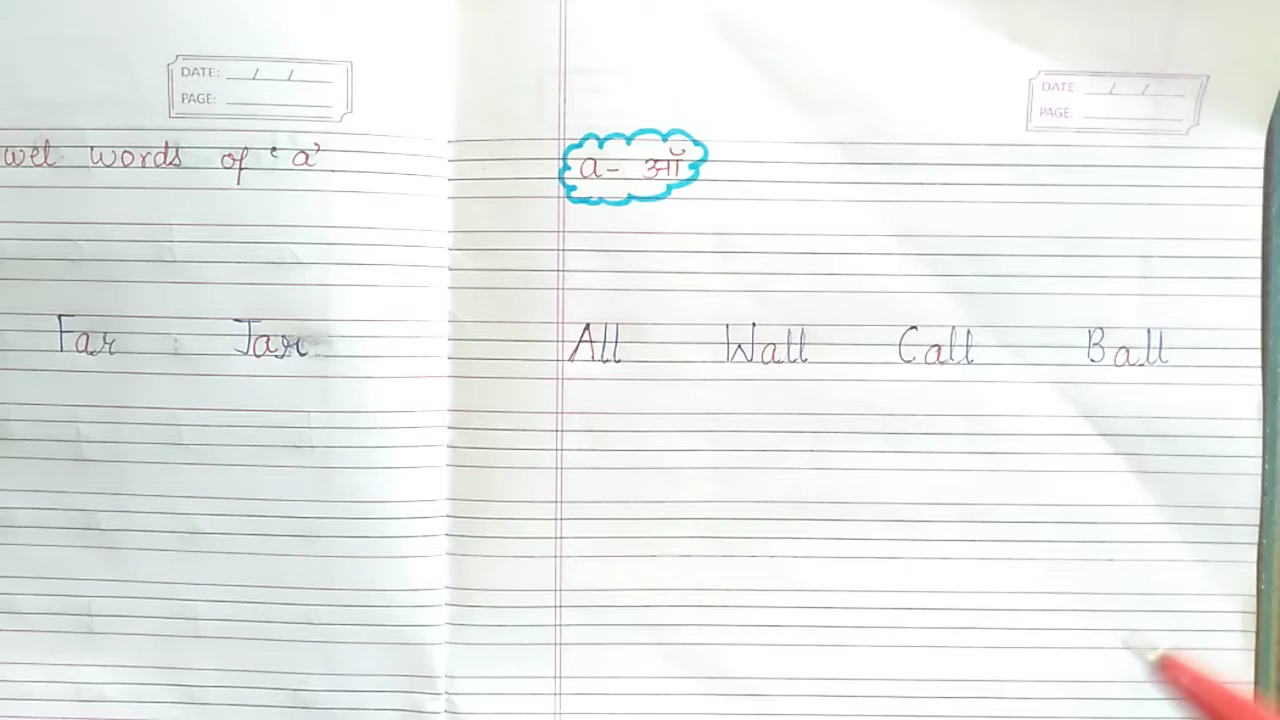 DATE: / /
PAGE:
wel words of 'a'
Far Jar
DATE: / /
PAGE:
a- ऑ
All Wall Call Ball